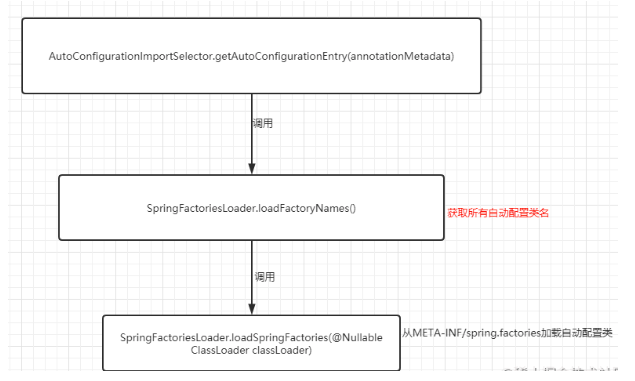 AutoConfigurationImportSelector.getAutoConfigurationEntry(annotationMetadata)
调用
SpringFactoriesLoader.loadFactoryNames()
获取所有自动配置类名
调用
SpringFactoriesLoader.loadSpringFactories(@Nullable
ClassLoader classLoader)
从META-INF/spring.factories加载自动配置类